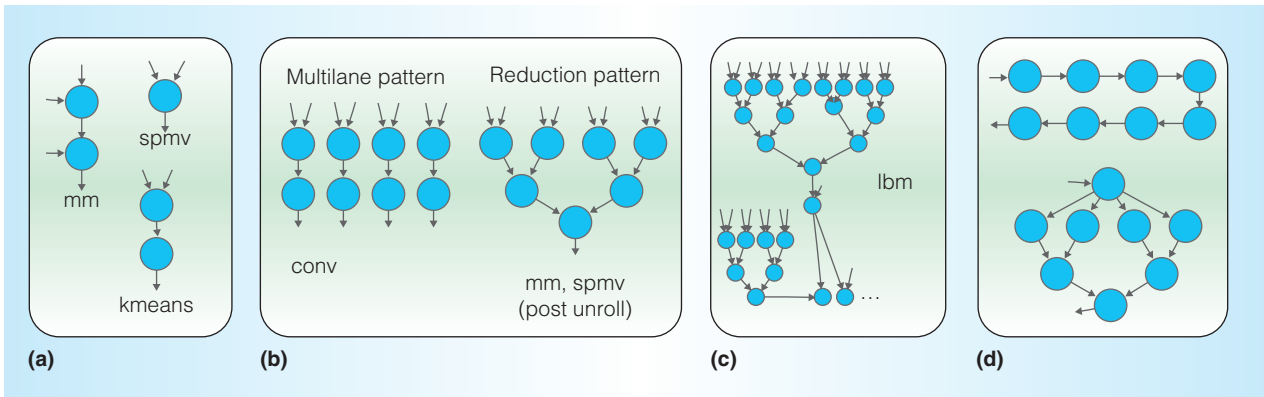 mm
spmv
kmeans
(a)
Multilane pattern
Reduction pattern
conv
mm, spmv
(post unroll)
(b)
lbm
...
(c)
(d)